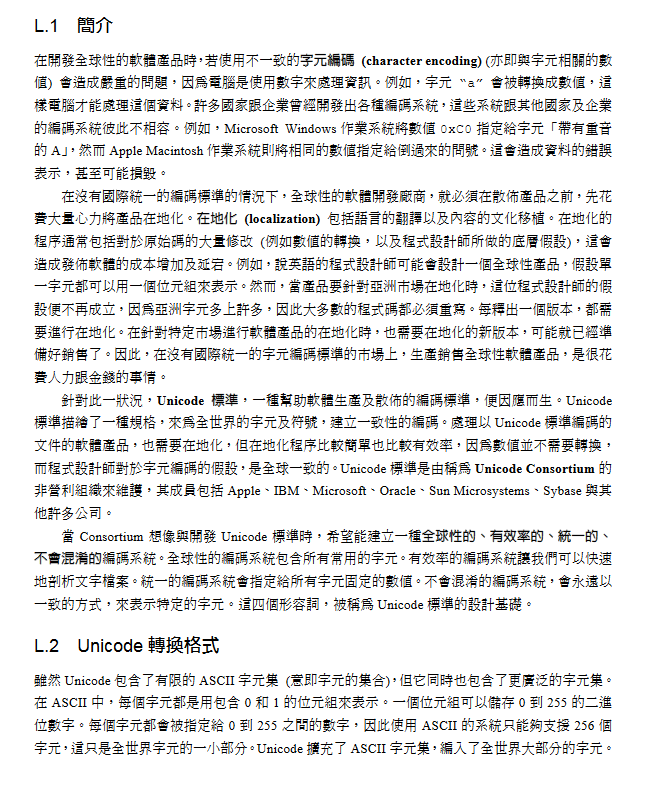 L.1 簡介
在開發全球性的軟體產品時，若使用不一致的字元編碼 (character encoding) (亦即與字元相關的數
值) 會造成嚴重的問題，因為電腦是使用數字來處理資訊。例如，字元 “a” 會被轉換成數值，這
樣電腦才能處理這個資料。許多國家跟企業曾經開發出各種編碼系統，這些系統跟其他國家及企業
的編碼系統彼此不相容。例如，Microsoft Windows 作業系統將數值 0xC0 指定給字元「帶有重音
的 A」，然而 Apple Macintosh 作業系統則將相同的數值指定給倒過來的問號。這會造成資料的錯誤
表示，甚至可能損毀。
在沒有國際統一的編碼標準的情況下，全球性的軟體開發廠商，就必須在散佈產品之前，先花
費大量心力將產品在地化。在地化 (localization) 包括語言的翻譯以及內容的文化移植。在地化的
程序通常包括對於原始碼的大量修改 (例如數值的轉換，以及程式設計師所做的底層假設)，這會
造成發佈軟體的成本增加及延宕。例如，說英語的程式設計師可能會設計一個全球性產品，假設單
一字元都可以用一個位元組來表示。然而，當產品要針對亞洲市場在地化時，這位程式設計師的假
設便不再成立，因為亞洲字元多上許多，因此大多數的程式碼都必須重寫。每釋出一個版本，都需
要進行在地化。在針對特定市場進行軟體產品的在地化時，也需要在地化的新版本，可能就已經準
備好銷售了。因此，在沒有國際統一的字元編碼標準的市場上，生產銷售全球性軟體產品，是很花
費人力跟金錢的事情。
針對此一狀況，Unicode 標準，一種幫助軟體生產及散佈的編碼標準，便因應而生。Unicode
標準描繪了一種規格，來為全世界的字元及符號，建立一致性的編碼。處理以 Unicode 標準編碼的
文件的軟體產品，也需要在地化，但在地化程序比較簡單也比較有效率，因為數值並不需要轉換，
而程式設計師對於字元編碼的假設，是全球一致的。Unicode 標準是由稱為 Unicode Consortium 的
非營利組織來維護，其成員包括 Apple、IBM、Microsoft、Oracle、Sun Microsystems、Sybase 與其
他許多公司。
當 Consortium 想像與開發 Unicode 標準時，希望能建立一種全球性的、有效率的、統一的、
不會混淆的編碼系統。全球性的編碼系統包含所有常用的字元。有效率的編碼系統讓我們可以快速
地剖析文字檔案。統一的編碼系統會指定給所有字元固定的數值。不會混淆的編碼系統，會永遠以
一致的方式，來表示特定的字元。這四個形容詞，被稱為 Unicode 標準的設計基礎。
L.2 Unicode 轉換格式
雖然 Unicode 包含了有限的 ASCII 字元集 (意即字元的集合)，但它同時也包含了更廣泛的字元集。
在 ASCII 中，每個字元都是用包含 0 和 1 的位元組來表示。一個位元組可以儲存 0 到 255 的二進
位數字。每個字元都會被指定給 0 到 255 之間的數字，因此使用 ASCII 的系統只能夠支援 256 個
字元，這只是全世界字元的一小部分。Unicode 擴充了 ASCII 字元集，編入了全世界大部分的字元。